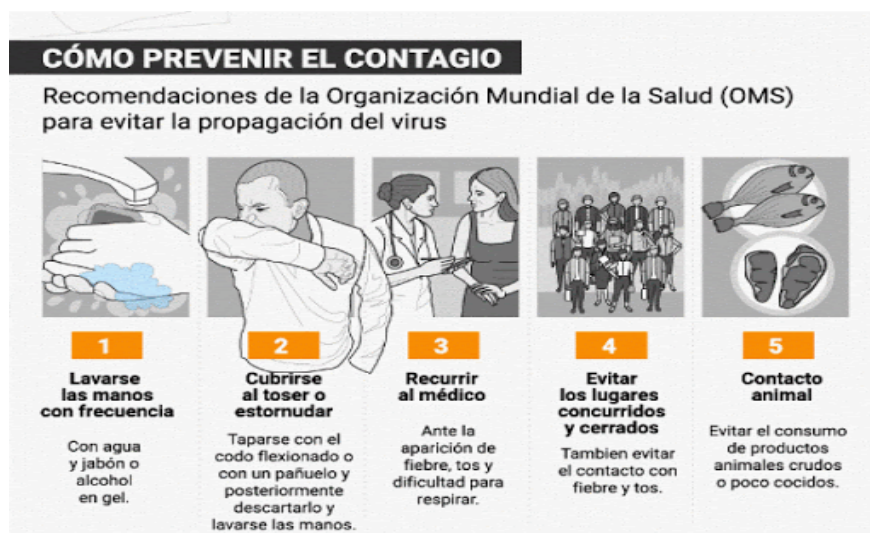 CÓMO PREVENIR EL CONTAGIO
Recomendaciones de la Organización Mundial de la Salud (OMS)
para evitar la propagación del virus
1
Lavarse
las manos
con frecuencia
Con agua
y jabón o
alcohol
en gel.
2
Cubrirse
al toser o
estornudar
Taparse con el
codo flexionado o
con un pañuelo y
posteriormente
descartarlo y
lavarse las manos.
3
Recurrir
al médico
Ante la
aparición de
fiebre, tos y
dificultad para
respirar.
4
Evitar
los lugares
concurridos
y cerrados
Tambien evitar
el contacto con
fiebre y tos.
5
Contacto
animal
Evitar el consumo
de productos
animales crudos
o poco cocidos.